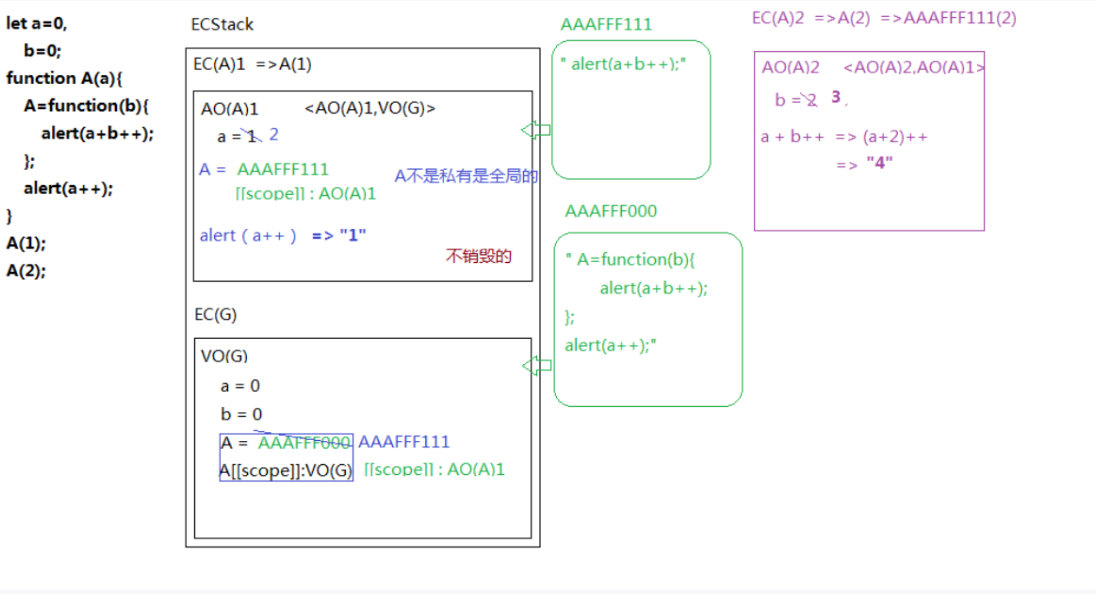 let a=0,
b=0;
function A(a){
A=function(b){
alert(a+b++);
};
alert(a++);
}
A(1);
A(2);
ECStack
EC(A)1 =>A(1)
AO(A)1 <AO(A)1,VO(G)>
a = 1 2
A = AAAFFF111
[[scope]] : AO(A)1
A不是私有是全局的
alert ( a++ ) => "1"
不销毁的
EC(G)
VO(G)
a = 0
b = 0
A = AAAFFF000 AAAFFF111
A[[scope]]:VO(G) [[scope]] : AO(A)1
AAAFFF111
" alert(a+b++);"
AAAFFF000
" A=function(b){
alert(a+b++);
};
alert(a++);"
EC(A)2 =>A(2) =>AAAFFF111(2)
AO(A)2 <AO(A)2,AO(A)1>
b = 2 3
a + b++ => (a+2)++
=> "4"